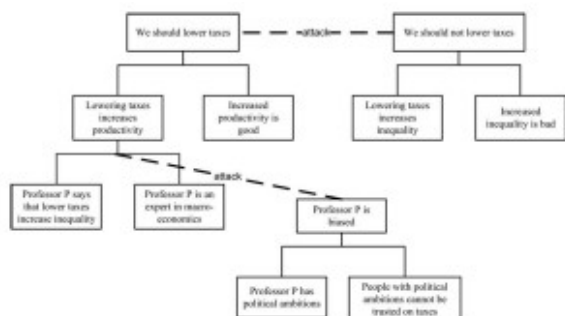 We should lower taxes
attack
We should not lower taxes
Lowering taxes
increases
productivity
Increased
productivity is
good
Lowering taxes
increases
inequality
Increased
inequality is bad
attack
Professor P says
that lower taxes
increase inequality
Professor P is an
expert in macro-
economics
Professor P is
biased
Professor P has
political ambitions
People with political
ambitions cannot be
trusted on taxes